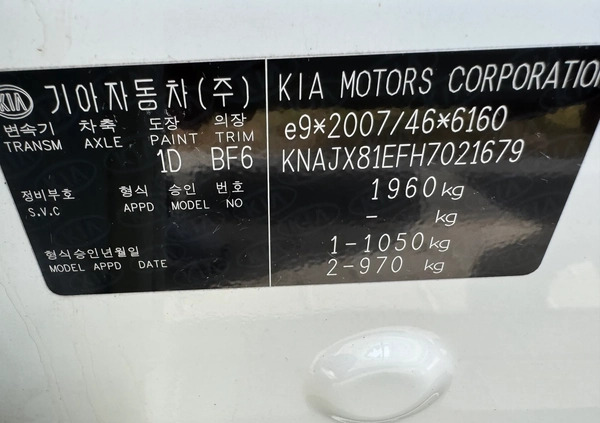 KIA 기아자동차(주)
변속기 차축 도장 의장
TRANSM AXLE PAINT TRIM
1D BF6
정비부호 형식 승인 번호
S.V.C APPD MODEL NO
형식승인년월일
MODEL APPD DATE
KIA MOTORS CORPORATION
e9*2007/46*6160
KNAJX81EFH7021679
1960kg
- kg
1-1050kg
2-970 kg